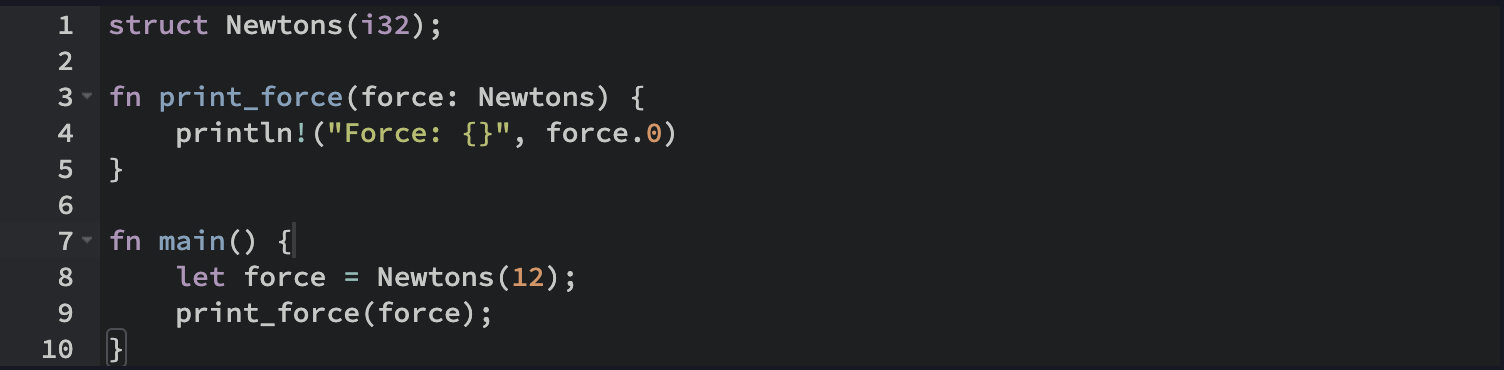 1 struct Newtons(i32);
2
3 fn print_force(force: Newtons) {
4     println!("Force: {}", force.0)
5 }
6
7 fn main() {
8     let force = Newtons(12);
9     print_force(force);
10 }